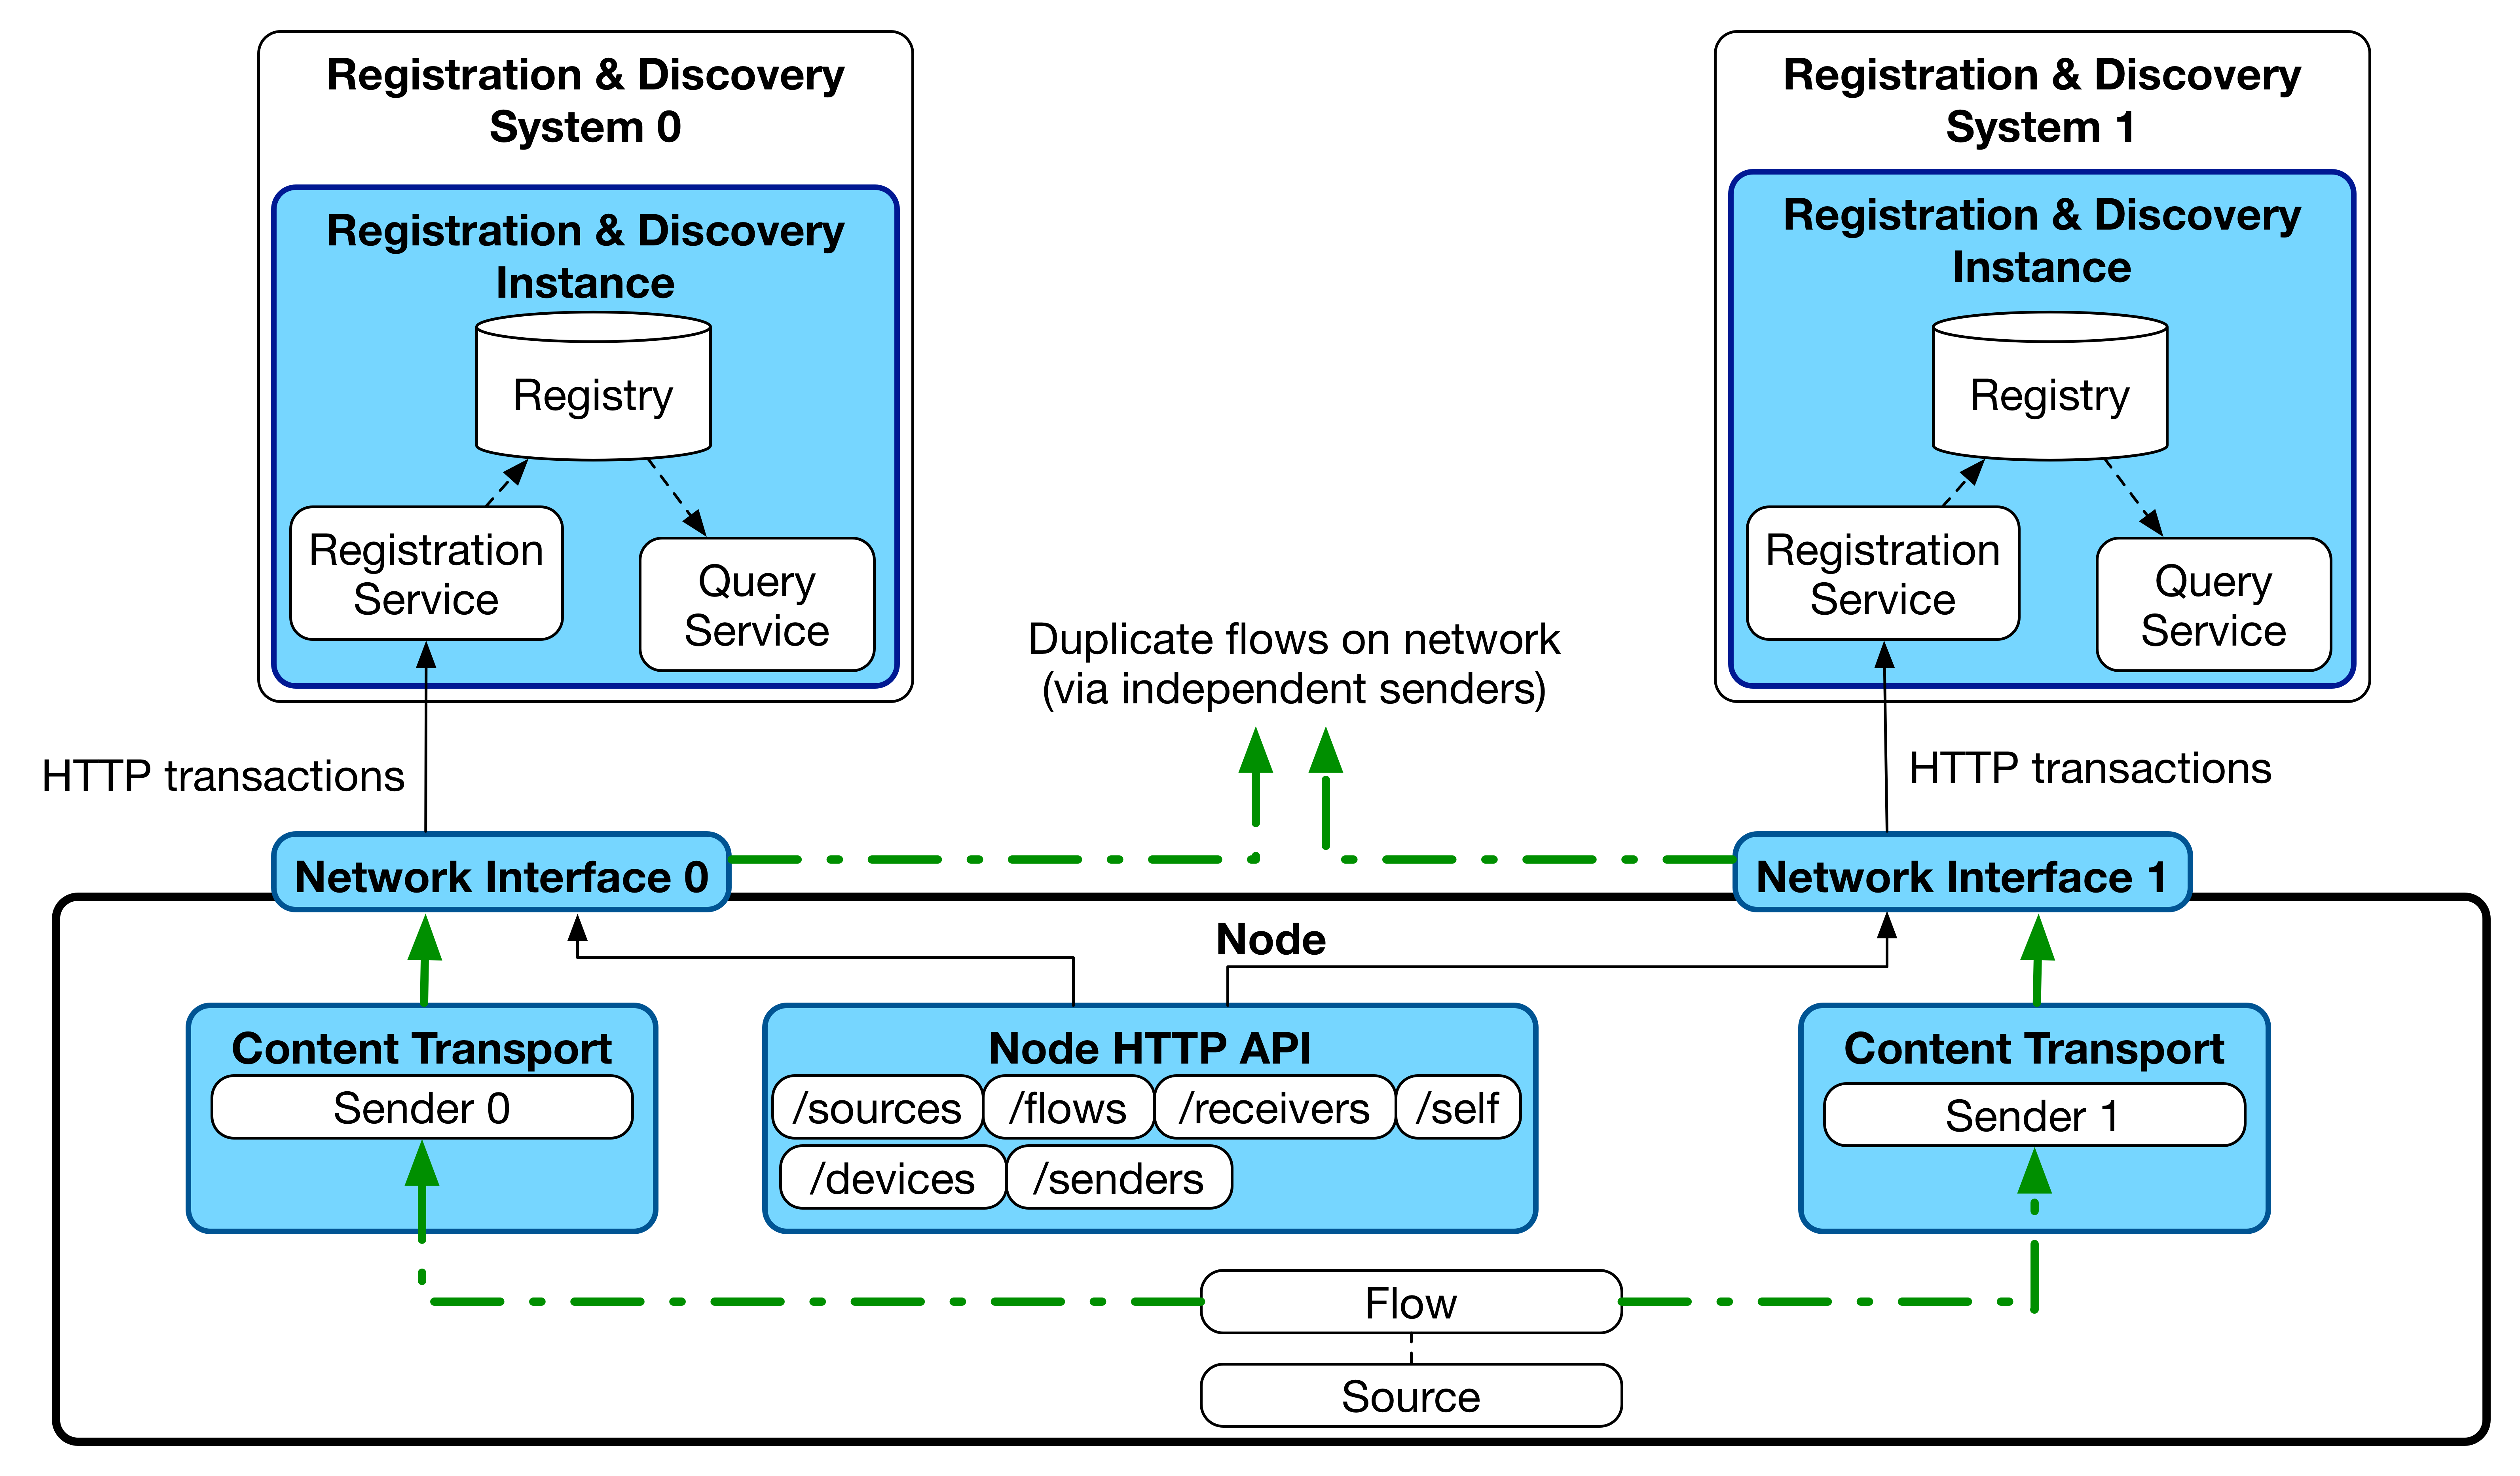 Registration & Discovery
System 0
Registration & Discovery
Instance
Registry
Registration
Service
Query
Service
Registration & Discovery
System 1
Registration & Discovery
Instance
Registry
Registration
Service
Query
Service
Duplicate flows on network
(via independent senders)
HTTP transactions
HTTP transactions
Network Interface 0
Network Interface 1
Node
Content Transport
Sender 0
Node HTTP API
/sources /flows /receivers /self
/devices /senders
Content Transport
Sender 1
Flow
Source